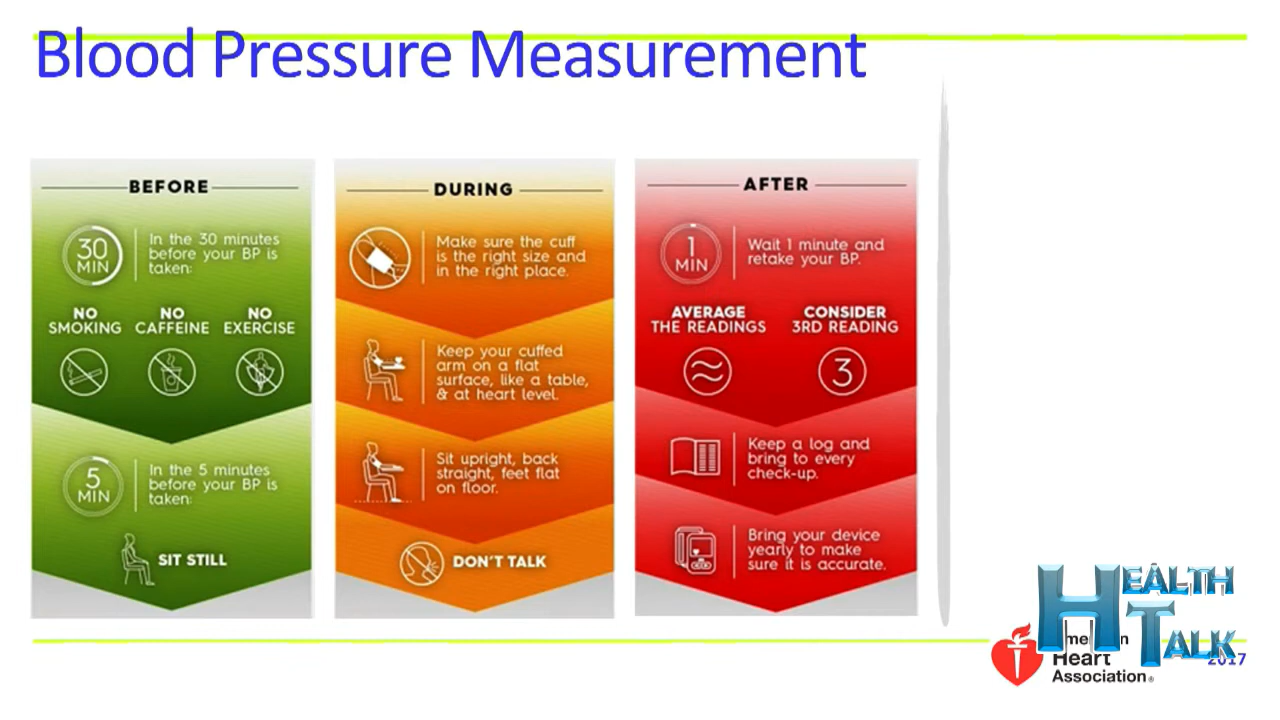 Blood Pressure Measurement
BEFORE
30
MIN
In the 30 minutes
before your BP is
taken:
NO
SMOKING
NO
CAFFEINE
NO
EXERCISE
5
MIN
In the 5 minutes
before your BP is
taken:
SIT STILL
DURING
Make sure the cuff
is the right size and
in the right place.
Keep your cuffed
arm on a flat
surface, like a table,
& at heart level.
Sit upright, back
straight, feet flat
on floor.
DON'T TALK
AFTER
1
MIN
Wait 1 minute and
retake your BP.
AVERAGE
THE READINGS
CONSIDER
3RD READING
3
Keep a log and
bring to every
check-up.
Bring your device
yearly to make
sure it is accurate.
HEALTH
TALK
Heart
Association®
2017